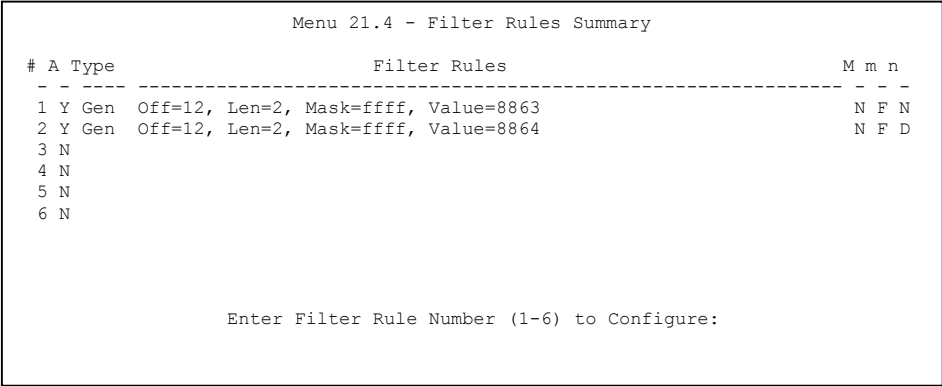 Menu 21.4 - Filter Rules Summary
# A Type Filter Rules M m n
- - ---- --------------------------------------------------------------- - - -
1 Y Gen Off=12, Len=2, Mask=ffff, Value=8863 N F N
2 Y Gen Off=12, Len=2, Mask=ffff, Value=8864 N F D
3 N
4 N
5 N
6 N
Enter Filter Rule Number (1-6) to Configure: